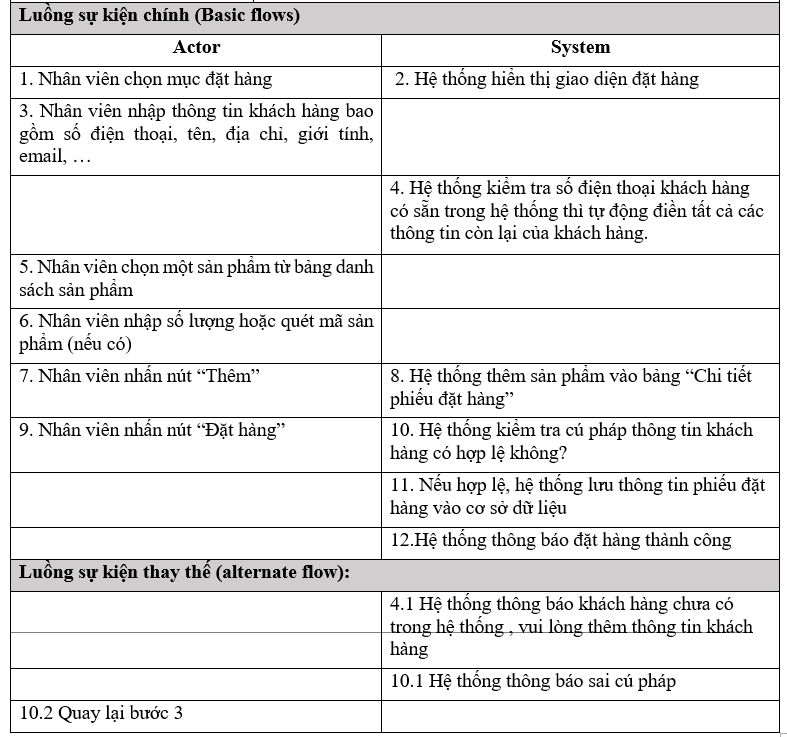 Luồng sự kiện chính (Basic flows)
Actor
System
1. Nhân viên chọn mục đặt hàng
2. Hệ thống hiển thị giao diện đặt hàng
3. Nhân viên nhập thông tin khách hàng bao
gồm số điện thoại, tên, địa chỉ, giới tính,
email, …
4. Hệ thống kiểm tra số điện thoại khách hàng
có sẵn trong hệ thống thì tự động điền tất cả các
thông tin còn lại của khách hàng.
5. Nhân viên chọn một sản phẩm từ bảng danh
sách sản phẩm
6. Nhân viên nhập số lượng hoặc quét mã sản
phẩm (nếu có)
7. Nhân viên nhấn nút “Thêm”
8. Hệ thống thêm sản phẩm vào bảng “Chi tiết
phiếu đặt hàng”
9. Nhân viên nhấn nút “Đặt hàng”
10. Hệ thống kiểm tra cú pháp thông tin khách
hàng có hợp lệ không?
11. Nếu hợp lệ, hệ thống lưu thông tin phiếu đặt
hàng vào cơ sở dữ liệu
12.Hệ thống thông báo đặt hàng thành công
Luồng sự kiện thay thế (alternate flow):
4.1 Hệ thống thông báo khách hàng chưa có
trong hệ thống , vui lòng thêm thông tin khách
hàng
10.1 Hệ thống thông báo sai cú pháp
10.2 Quay lại bước 3